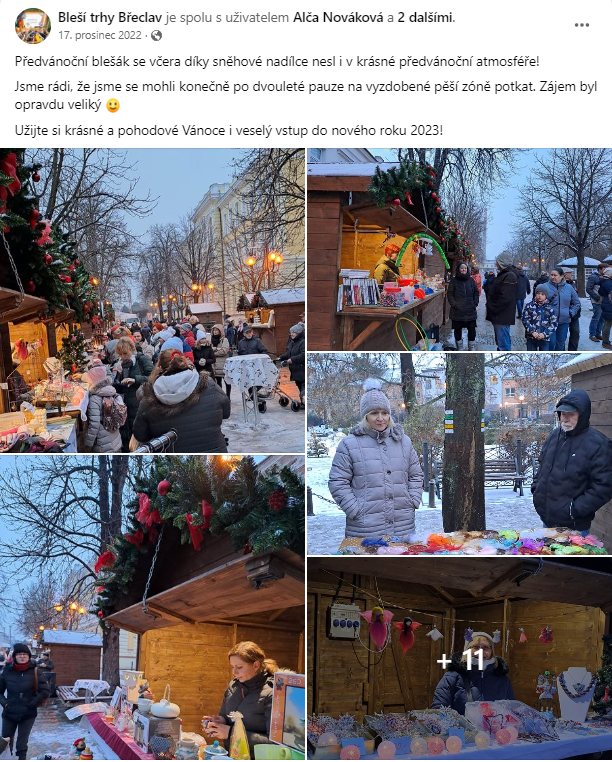 Bleší trhy Břeclav je spolu s uživatelem Alča Nováková a 2 dalšími.
17. prosinec 2022 ·
Předvánoční blešák se včera díky sněhové nadílce nesl i v krásné předvánoční atmosféře!
Jsme rádi, že jsme se mohli konečně po dvouleté pauze na vyzdobené pěší zóně potkat. Zájem byl
opravdu veliký 🙂
Užijte si krásné a pohodové Vánoce i veselý vstup do nového roku 2023!
+ 11